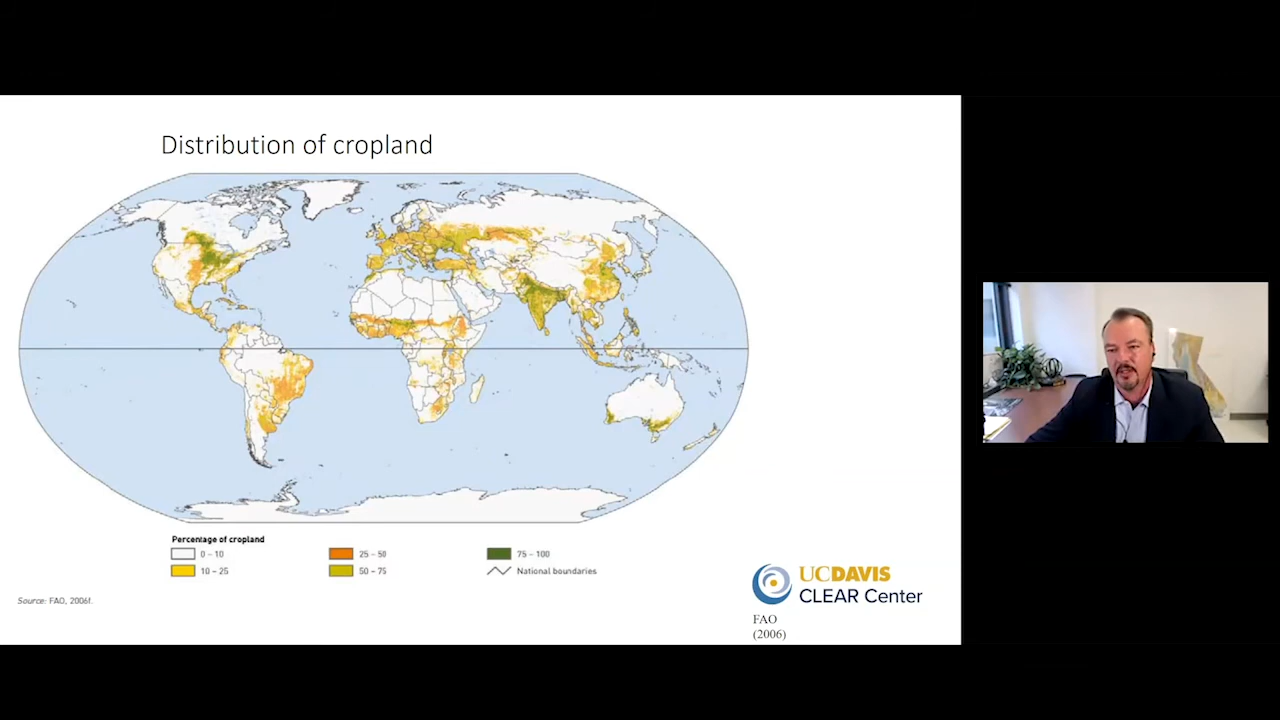 Distribution of cropland
Percentage of cropland
0 – 10
25 – 50
75 – 100
10 – 25
50 – 75
National boundaries
Source: FAO, 2006f.
UCDAVIS
CLEAR Center
FAO
(2006)